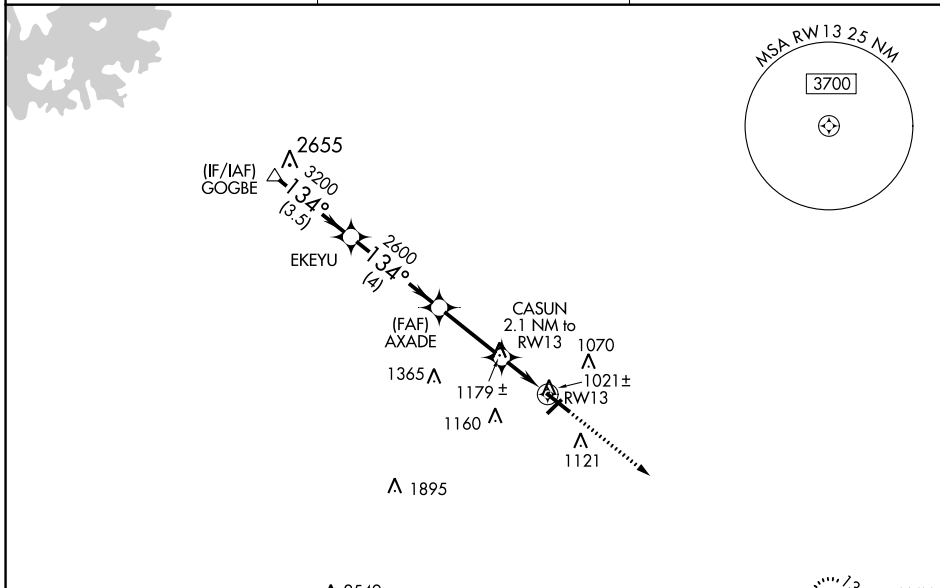 MSA RW13 25 NM
3700
2655
(IF/IAF)
GOGBE
3200
134°
(3.5)
EKEYU
2600
134°
(4)
CASUN
2.1 NM to
RW13
(FAF)
AXADE
1070
1365
1179 ±
1021±
RW13
1160
1121
1895